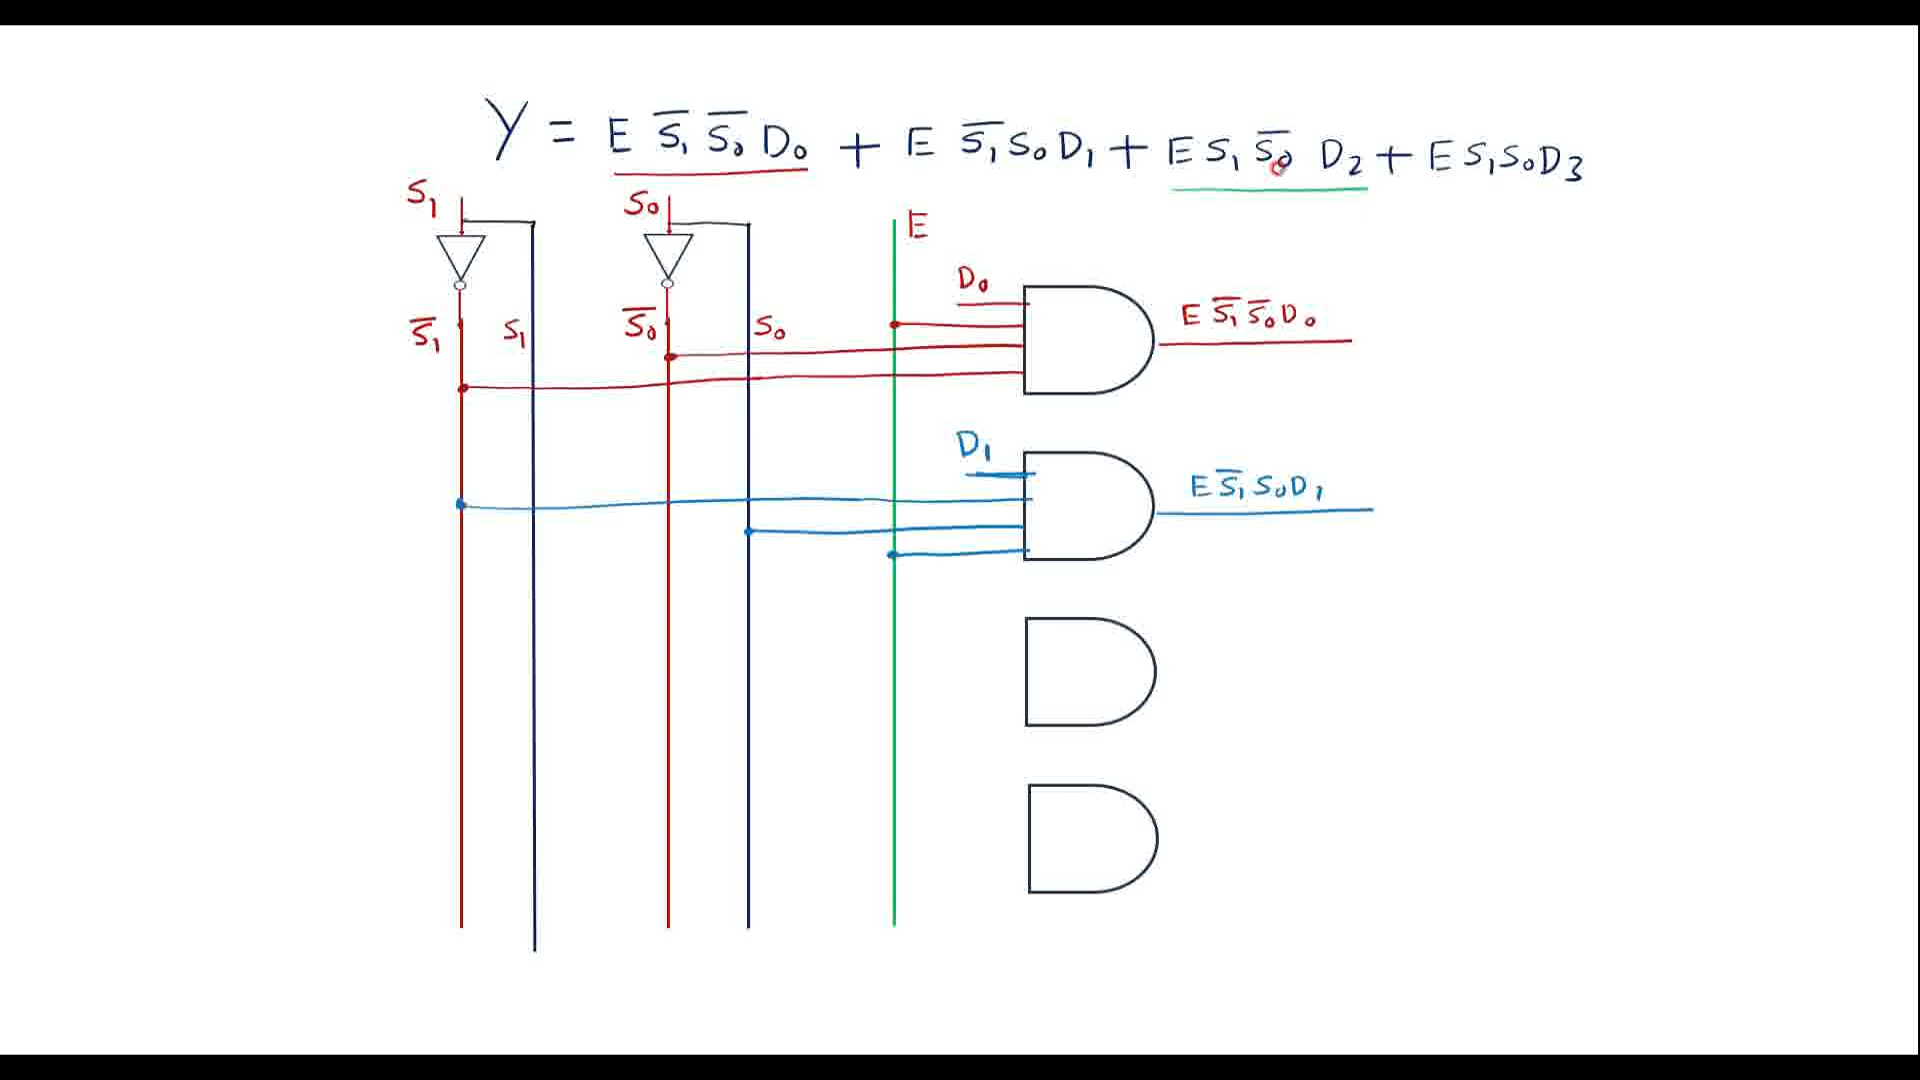 Y = E S̅₁ S̅₀ D₀ + E S̅₁ S₀ D₁ + E S₁ S̅₀ D₂ + E S₁ S₀ D₃
S₁
S₀
E
D₀
E S̅₁ S̅₀ D₀
S̅₁
S₁
S̅₀
S₀
D₁
E S̅₁ S₀ D₁